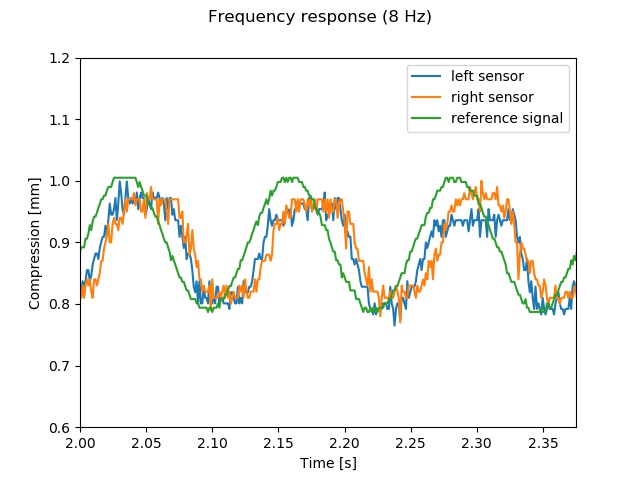 Frequency response (8 Hz)
left sensor
right sensor
reference signal
Compression [mm]
1.2
1.1
1.0
0.9
0.8
0.7
0.6
2.00 2.05 2.10 2.15 2.20 2.25 2.30 2.35
Time [s]